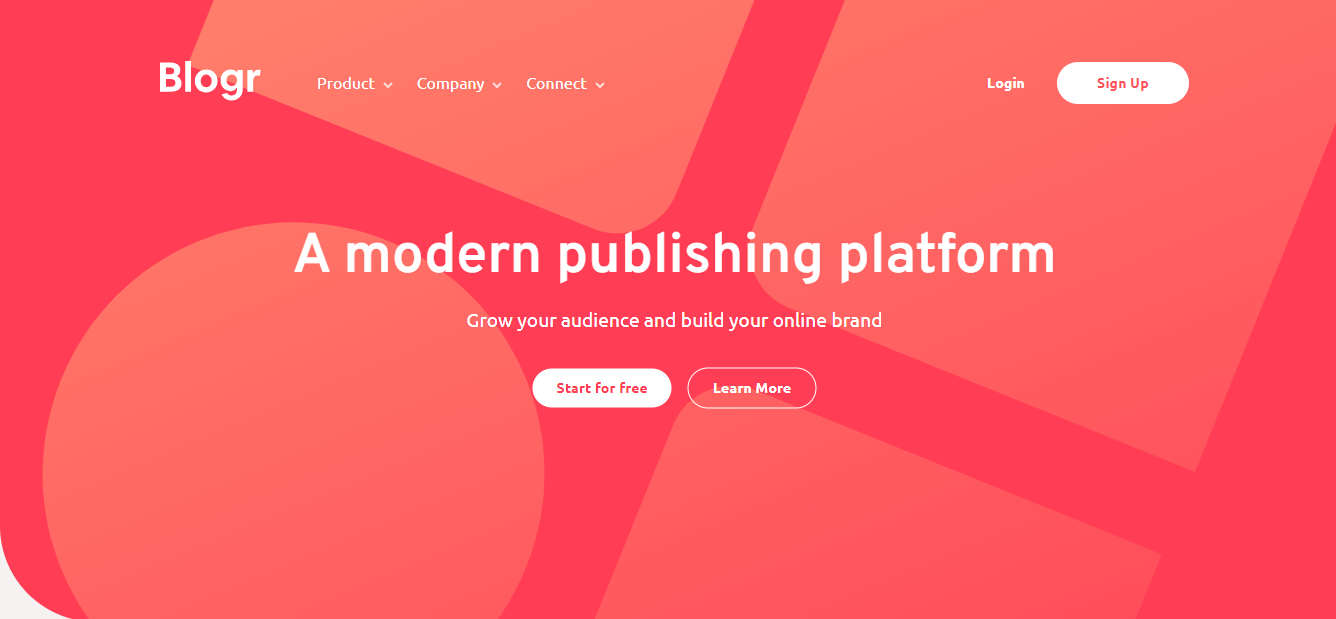 Blogr Product Company Connect Login Sign Up
A modern publishing platform
Grow your audience and build your online brand
Start for free Learn More